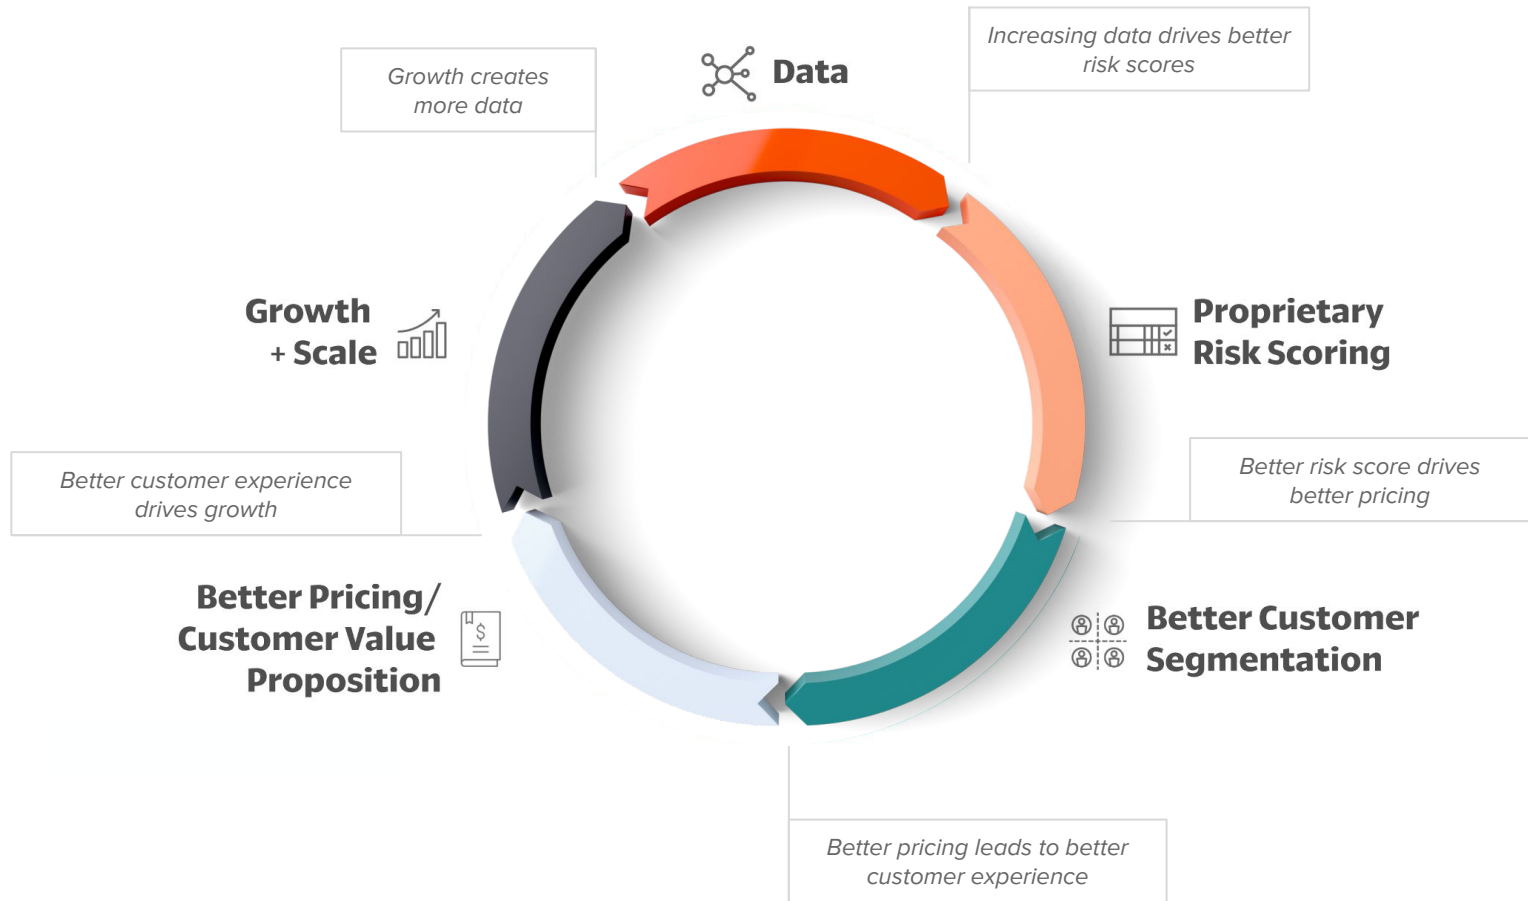 Data
Increasing data drives better
risk scores
Proprietary
Risk Scoring
Better risk score drives
better pricing
Better Customer
Segmentation
Better pricing leads to better
customer experience
Better Pricing/
Customer Value
Proposition
$
Better customer experience
drives growth
Growth
+ Scale
Growth creates
more data